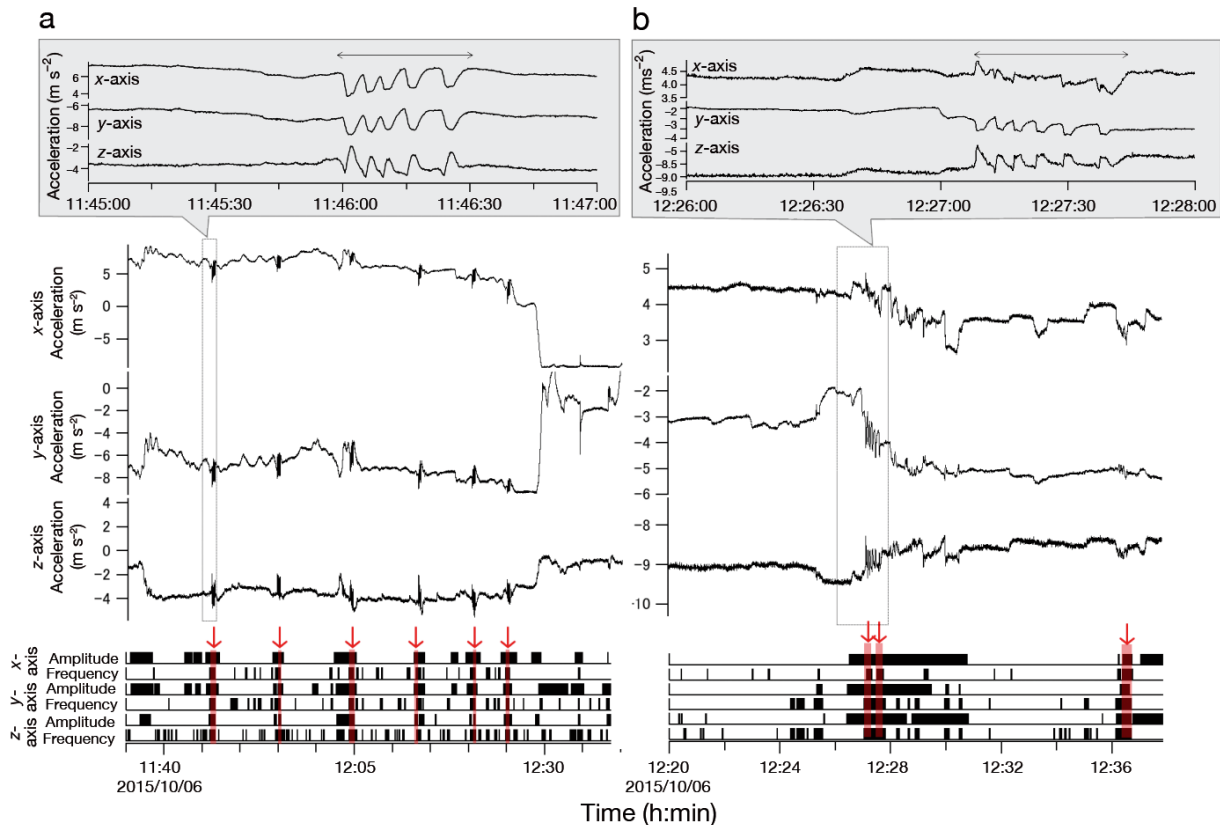 a
Acceleration (m s⁻²)
x-axis
6
4
y-axis
-6
-8
z-axis
-2
-4
11:45:00 11:45:30 11:46:00 11:46:30 11:47:00
x-axis
Acceleration
(m s⁻²)
5
0
-5
y-axis
Acceleration
(m s⁻²)
0
-2
-4
-6
-8
z-axis
Acceleration
(m s⁻²)
4
2
0
-2
-4
x-axis
Amplitude
Frequency
y-axis
Amplitude
Frequency
z-axis
Amplitude
Frequency
11:40 12:05 12:30
2015/10/06
b
Acceleration (ms⁻²)
x-axis
4.5
4.0
3.5
y-axis
-2
-3
-4
z-axis
-5
-8.5
-9.0
-9.5
12:26:00 12:26:30 12:27:00 12:27:30 12:28:00
5
4
3
-2
-3
-4
-5
-6
-8
-9
-10
12:20 12:24 12:28 12:32 12:36
2015/10/06
Time (h:min)